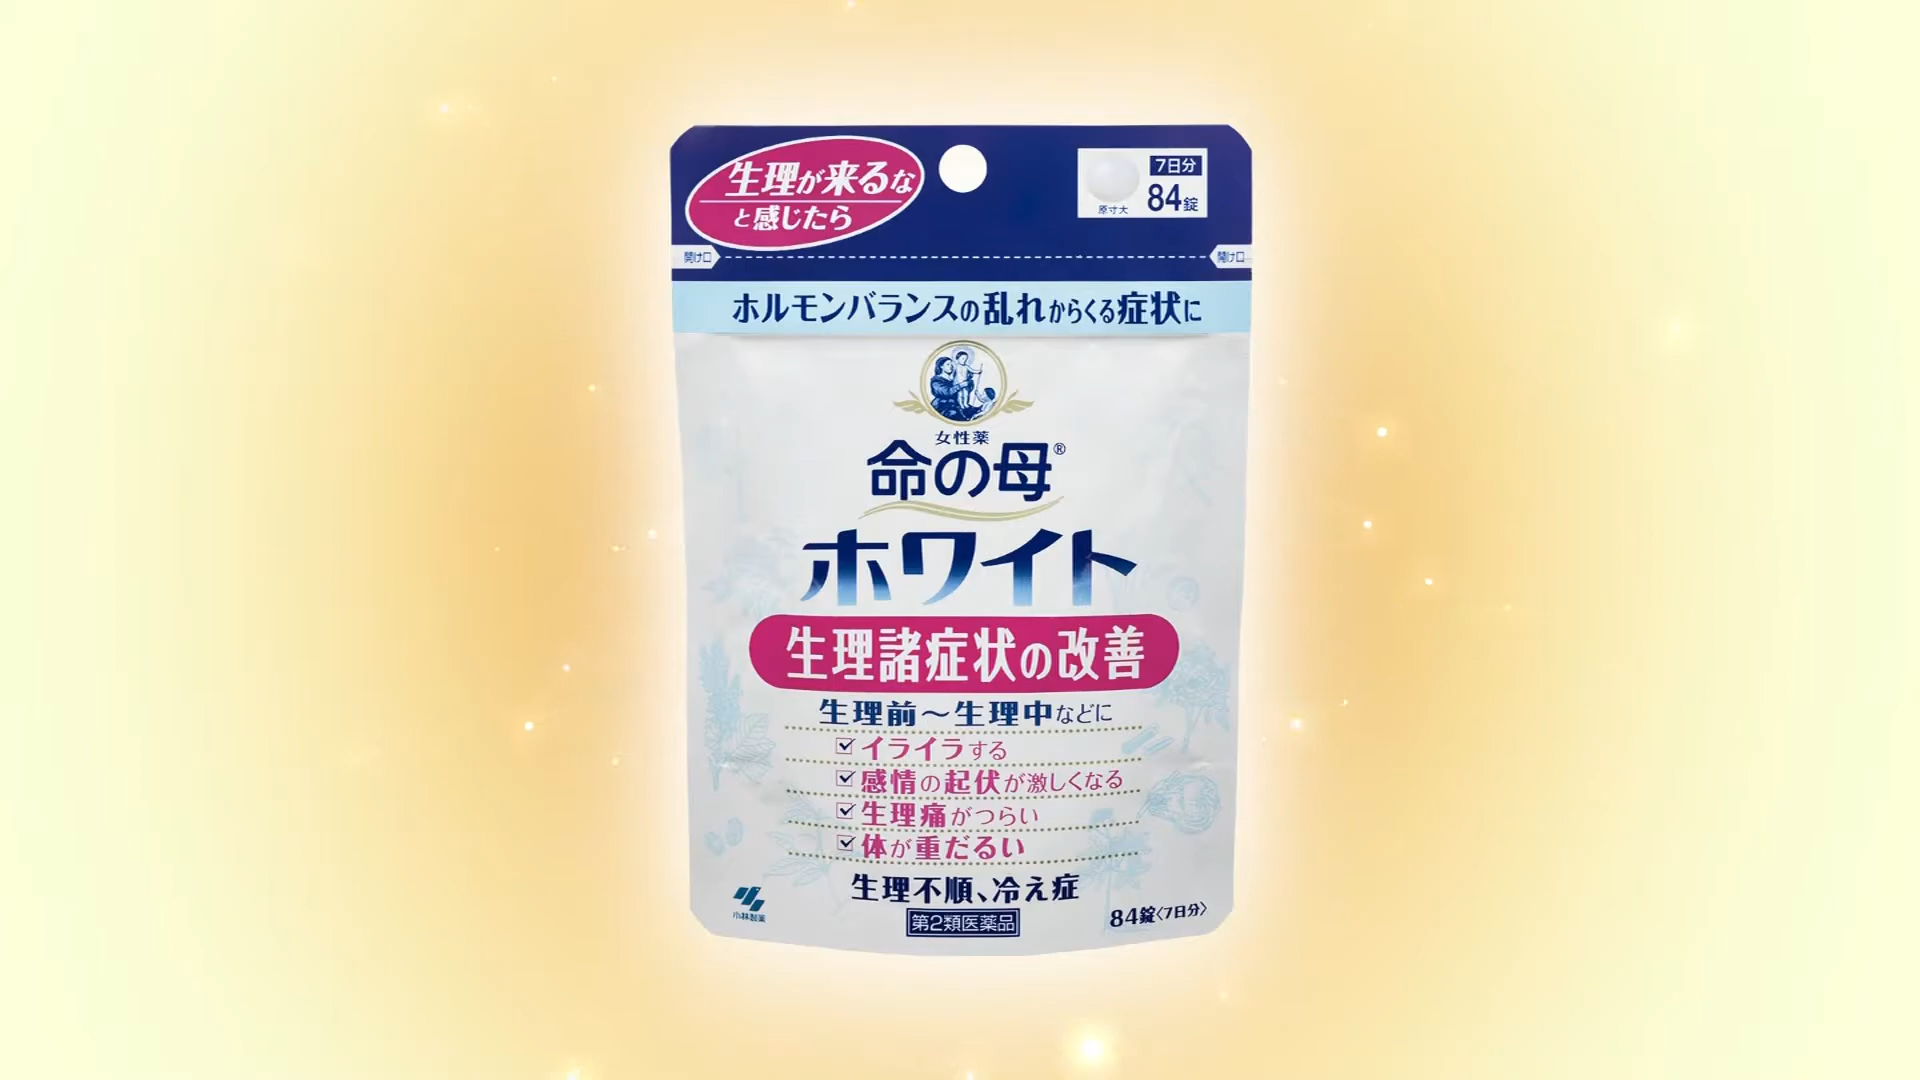 生理が来るな
と感じたら
7日分
84錠
原寸大
開け口
開け口
ホルモンバランスの乱れからくる症状に
女性薬
命の母®
ホワイト
生理諸症状の改善
生理前～生理中などに
イライラする
感情の起伏が激しくなる
生理痛がつらい
体が重だるい
生理不順、冷え症
第2類医薬品
小林製薬
84錠〈7日分〉